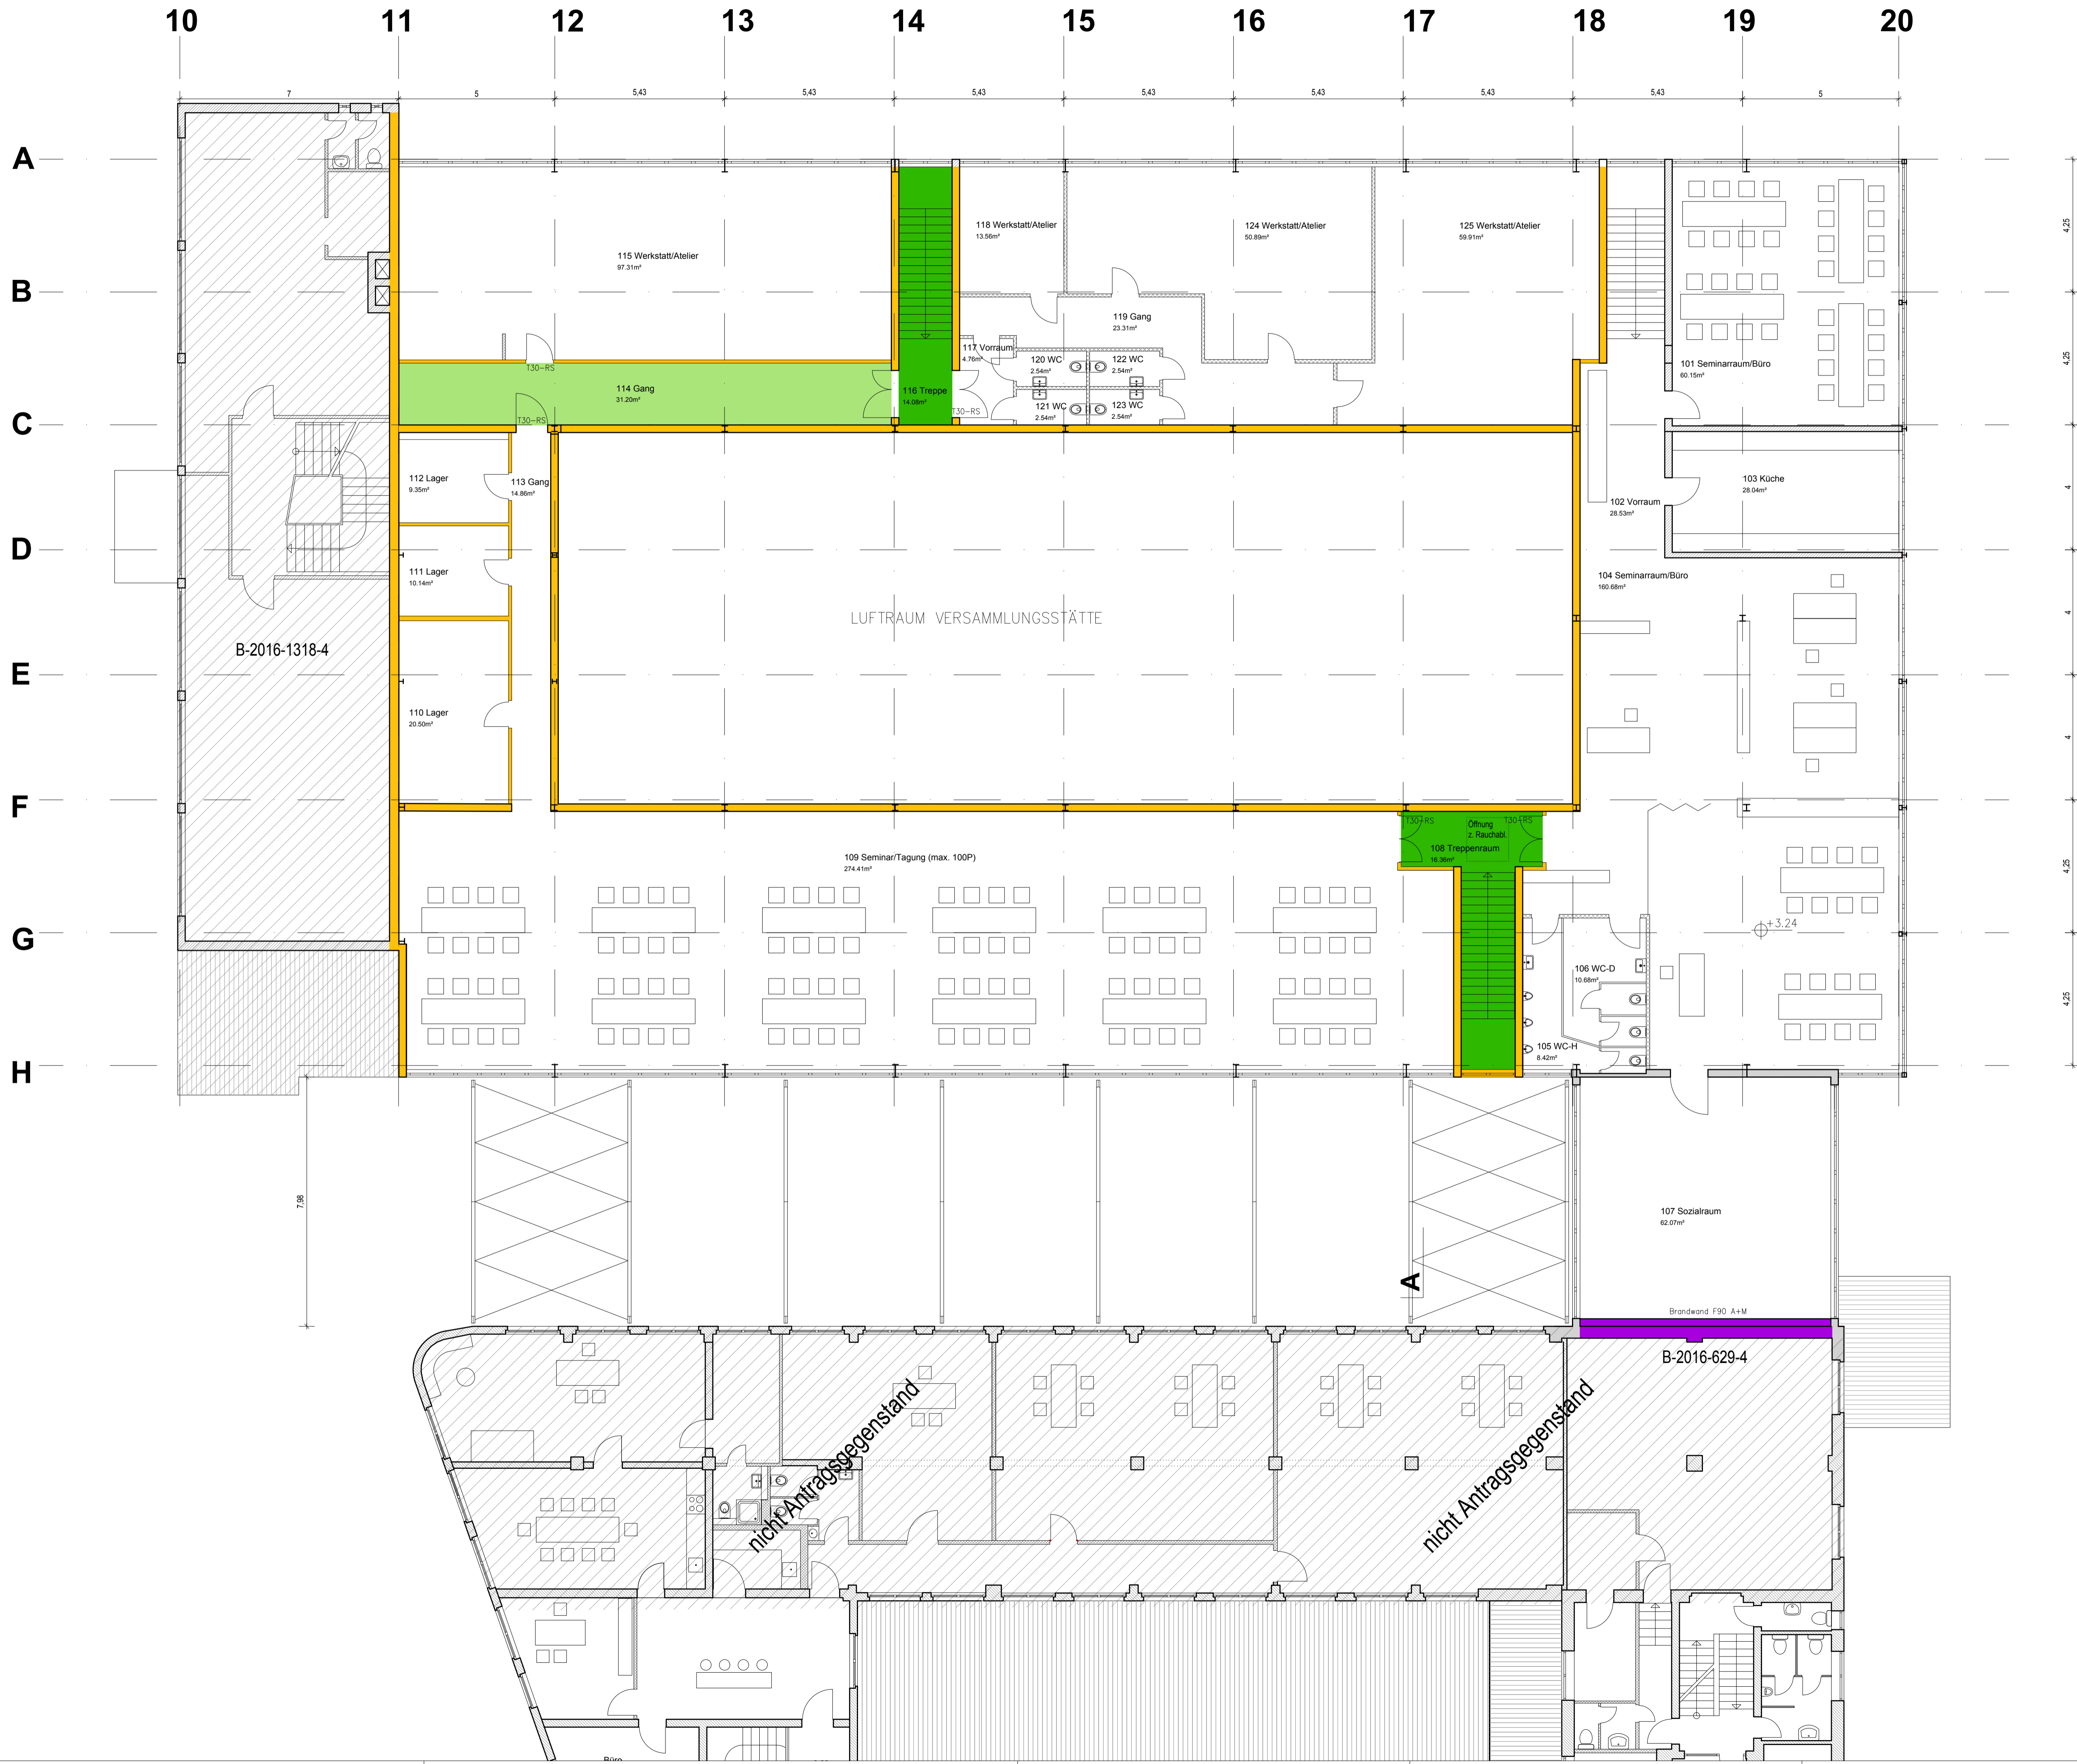 10 11 12 13 14 15 16 17 18 19 20
7 5 5,43 5,43 5,43 5,43 5,43 5,43 5,43 5
A
4,25
118 Werkstatt/Atelier
13.56m²
124 Werkstatt/Atelier
50.89m²
125 Werkstatt/Atelier
59.91m²
115 Werkstatt/Atelier
97.31m²
B
119 Gang
23.31m²
117 Vorraum
4.76m²
120 WC
2.54m²
122 WC
2.54m²
101 Seminarraum/Büro
60.15m²
4,25
T30-RS
114 Gang
31.20m²
116 Treppe
14.08m²
121 WC
2.54m²
123 WC
2.54m²
T30-RS
T30-RS
C
112 Lager
9.35m²
113 Gang
14.86m²
103 Küche
28.04m²
4
102 Vorraum
28.53m²
D
111 Lager
10.14m²
104 Seminarraum/Büro
160.68m²
LUFTRAUM VERSAMMLUNGSSTÄTTE
4
B-2016-1318-4
E
110 Lager
20.50m²
4
F
T30-RS
Öffnung
z. Rauchabl.
T30-RS
108 Treppenraum
16.36m²
109 Seminar/Tagung (max. 100P)
274.41m²
4,25
+3.24
G
106 WC-D
10.68m²
4,25
105 WC-H
8.42m²
H
7,98
107 Sozialraum
62.07m²
A
Brandwand F90 A+M
B-2016-629-4
nicht Antragsgegenstand
nicht Antragsgegenstand
Büro